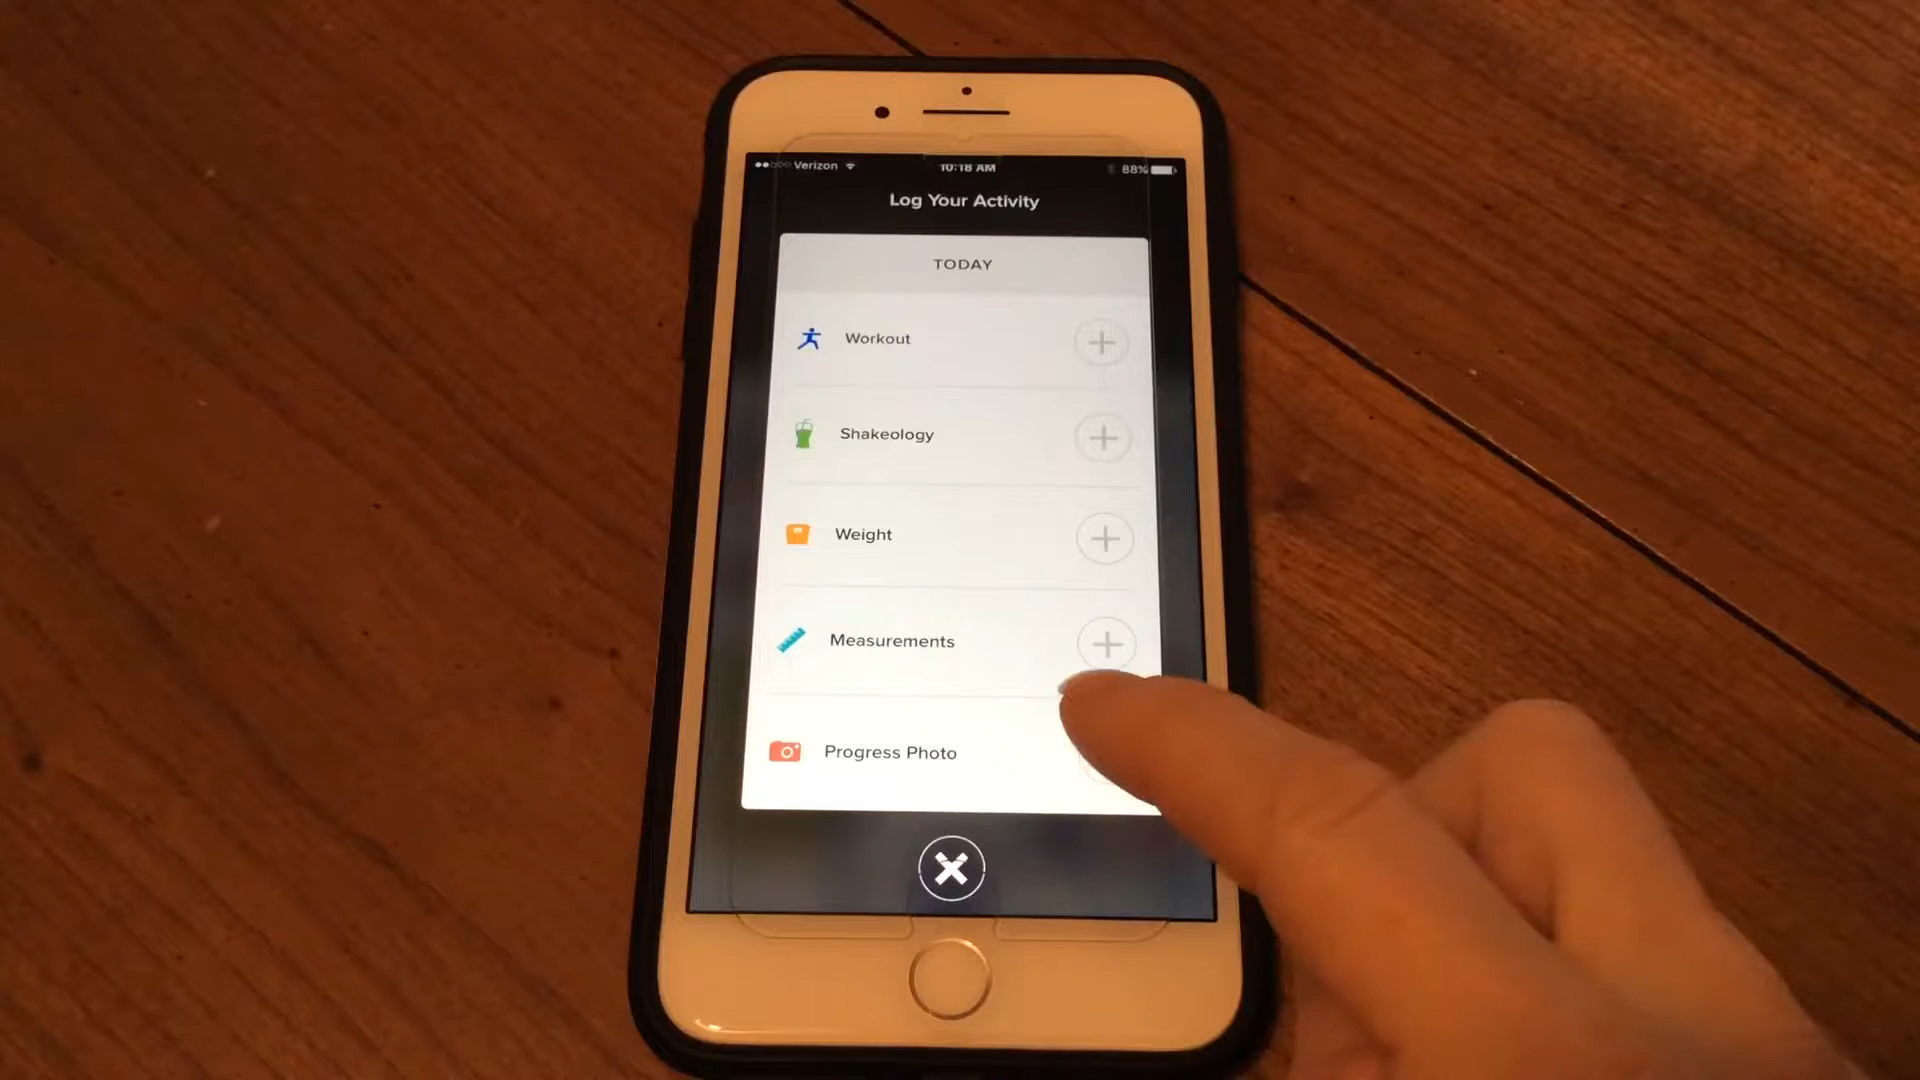 Verizon 10:18 AM 88%
Log Your Activity
TODAY
Workout
Shakeology
Weight
Measurements
Progress Photo